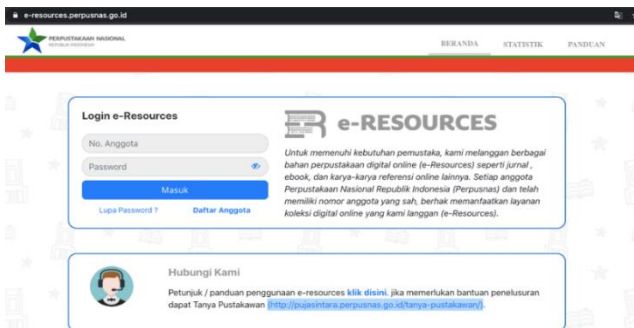 e-resources.perpusnas.go.id
PERPUSTAKAAN NASIONAL
REPUBLIK INDONESIA
BERANDA STATISTIK PANDUAN
Login e-Resources
No. Anggota
Password
Masuk
Lupa Password ? Daftar Anggota
e-RESOURCES
Untuk memenuhi kebutuhan pemustaka, kami melanggan berbagai
bahan perpustakaan digital online (e-Resources) seperti jurnal ,
ebook, dan karya-karya referensi online lainnya. Setiap anggota
Perpustakaan Nasional Republik Indonesia (Perpusnas) dan telah
memiliki nomor anggota yang sah, berhak memanfaatkan layanan
koleksi digital online yang kami langgan (e-Resources).
Hubungi Kami
Petunjuk / panduan penggunaan e-resources klik disini. jika memerlukan bantuan penelusuran
dapat Tanya Pustakawan (http://pujasintara.perpusnas.go.id/tanya-pustakawan/).